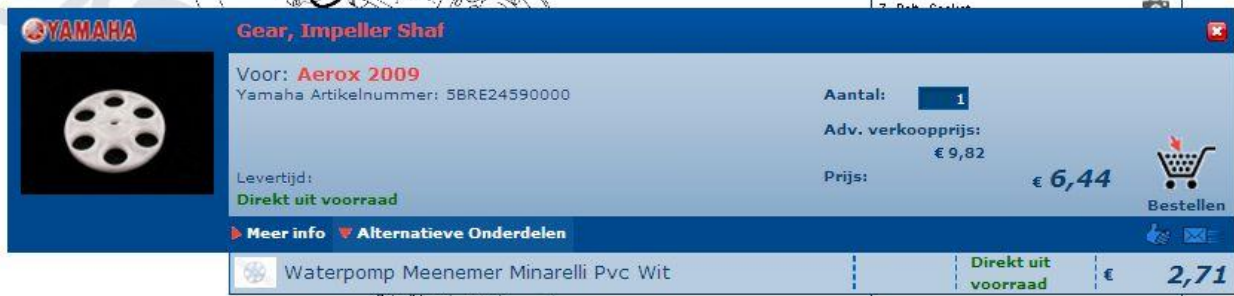 YAMAHA
Gear, Impeller Shaf
Voor: Aerox 2009
Yamaha Artikelnummer: 5BRE24590000
Aantal: 1
Adv. verkoopprijs:
€ 9,82
Levertijd:
Prijs: € 6,44
Direkt uit voorraad
Bestellen
Meer info Alternatieve Onderdelen
Waterpomp Meenemer Minarelli Pvc Wit
Direkt uit
voorraad
€ 2,71